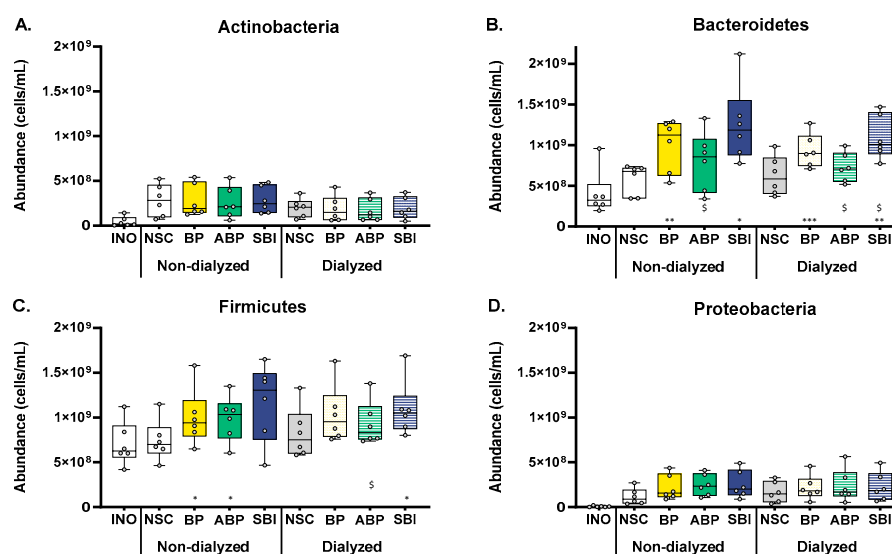 A.
Actinobacteria
Abundance (cells/mL)
2×10⁹
1.5×10⁹
1×10⁹
5×10⁸
0
INO NSC BP ABP SBI NSC BP ABP SBI
Non-dialyzed Dialyzed
B.
Bacteroidetes
Abundance (cells/mL)
2×10⁹
1.5×10⁹
1×10⁹
5×10⁸
0
** $ * *** $ $
**
INO NSC BP ABP SBI NSC BP ABP SBI
Non-dialyzed Dialyzed
C.
Firmicutes
Abundance (cells/mL)
2×10⁹
1.5×10⁹
1×10⁹
5×10⁸
0
* * $ *
INO NSC BP ABP SBI NSC BP ABP SBI
Non-dialyzed Dialyzed
D.
Proteobacteria
Abundance (cells/mL)
2×10⁹
1.5×10⁹
1×10⁹
5×10⁸
0
INO NSC BP ABP SBI NSC BP ABP SBI
Non-dialyzed Dialyzed